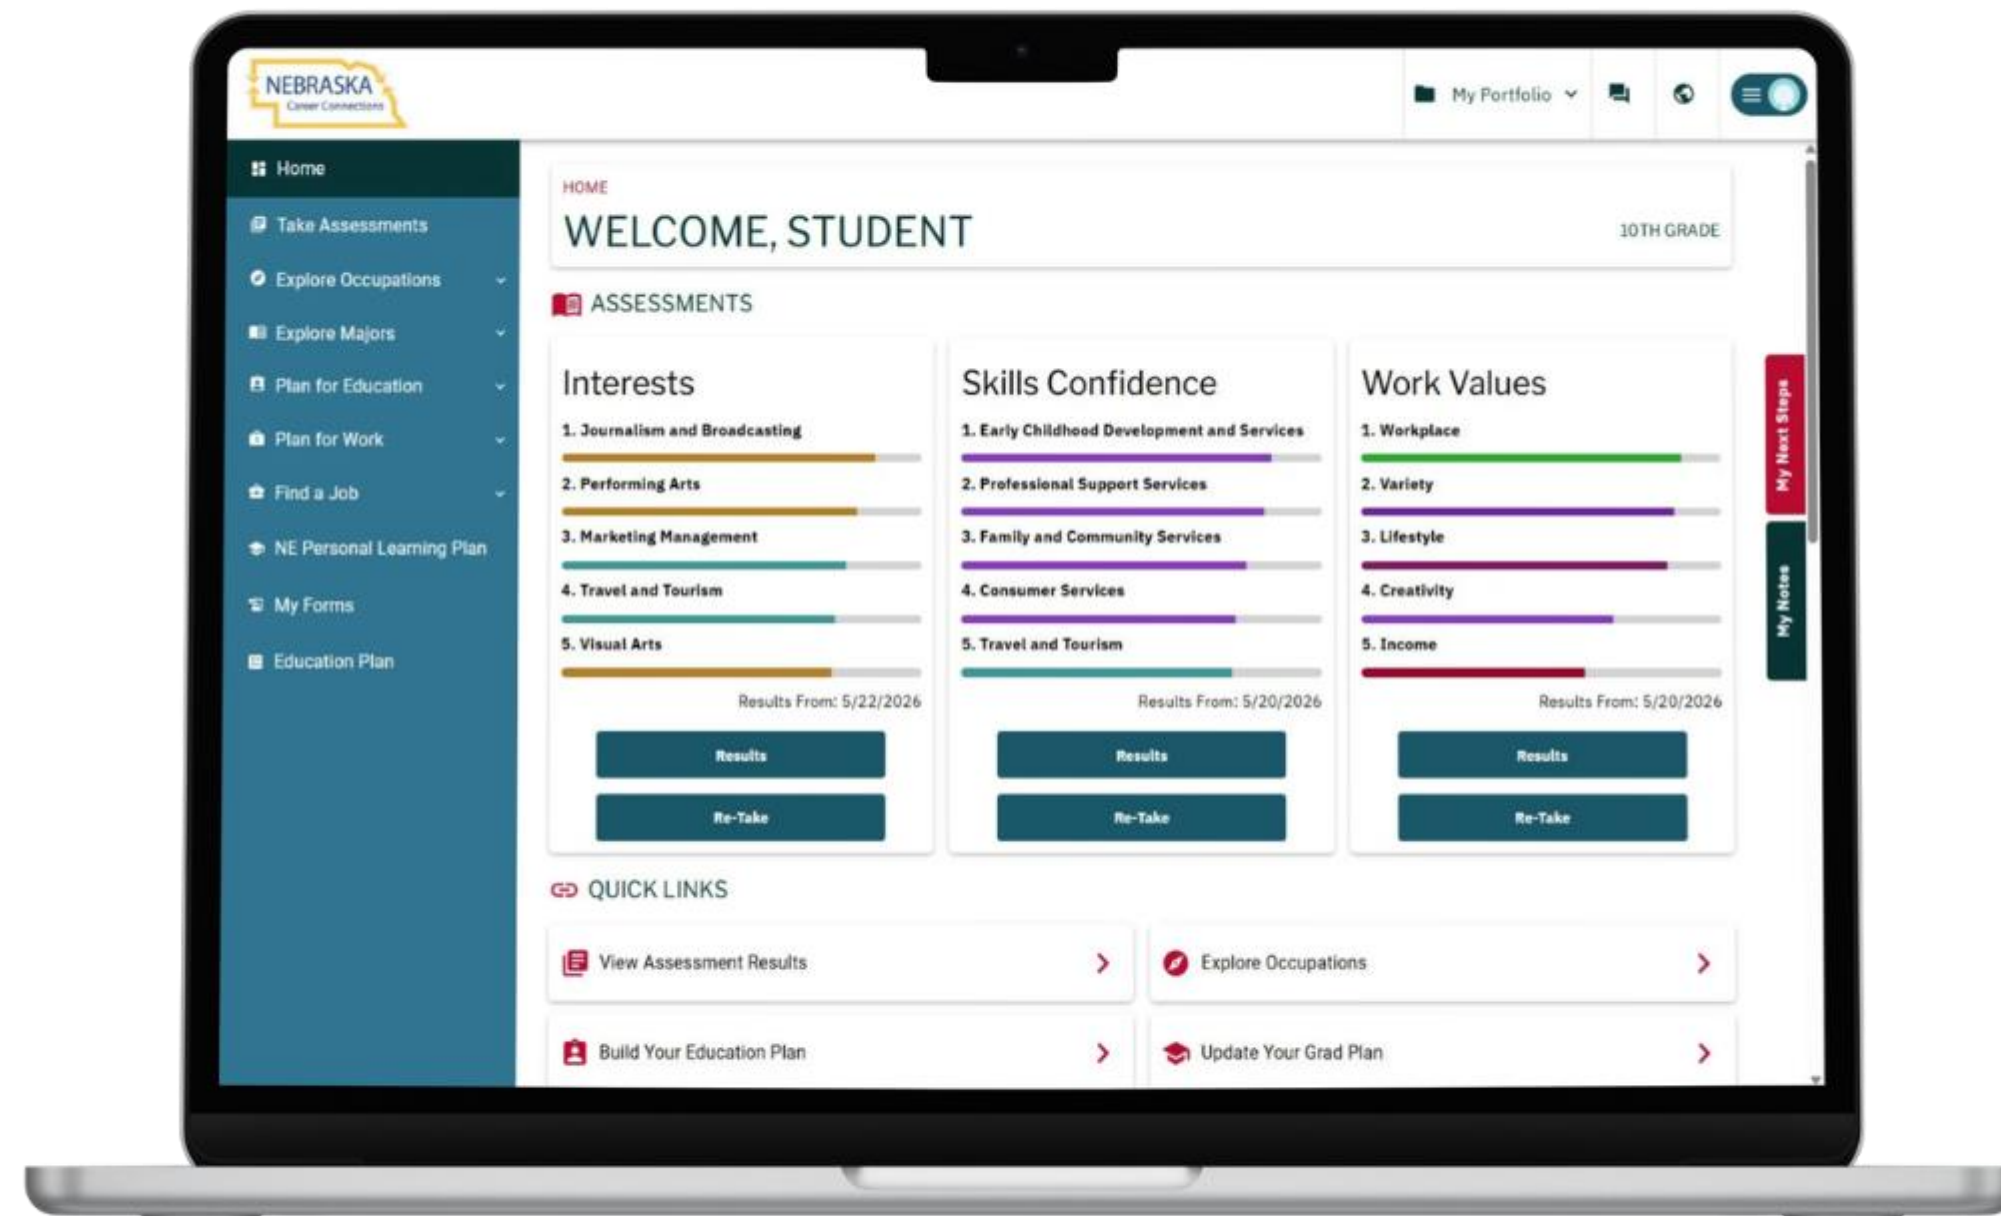 NEBRASKA
Career Connections
My Portfolio
Home
Take Assessments
Explore Occupations
Explore Majors
Plan for Education
Plan for Work
Find a Job
NE Personal Learning Plan
My Forms
Education Plan
HOME
WELCOME, STUDENT
10TH GRADE
ASSESSMENTS
Interests
1. Journalism and Broadcasting
2. Performing Arts
3. Marketing Management
4. Travel and Tourism
5. Visual Arts
Results From: 5/22/2026
Results
Re-Take
Skills Confidence
1. Early Childhood Development and Services
2. Professional Support Services
3. Family and Community Services
4. Consumer Services
5. Travel and Tourism
Results From: 5/20/2026
Results
Re-Take
Work Values
1. Workplace
2. Variety
3. Lifestyle
4. Creativity
5. Income
Results From: 5/20/2026
Results
Re-Take
My Next Steps
My Notes
QUICK LINKS
View Assessment Results
Explore Occupations
Build Your Education Plan
Update Your Grad Plan